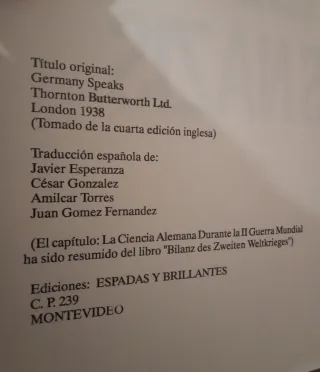 Título original:
Germany Speaks
Thornton Butterworth Ltd.
London 1938
(Tomado de la cuarta edición inglesa)
Traducción española de:
Javier Esperanza
César Gonzalez
Amilcar Torres
Juan Gomez Fernandez
(El capítulo: La Ciencia Alemana Durante la II Guerra Mundial
ha sido resumido del libro "Bilanz des Zweiten Weltkrieges")
Ediciones: ESPADAS Y BRILLANTES
C. P. 239
MONTEVIDEO